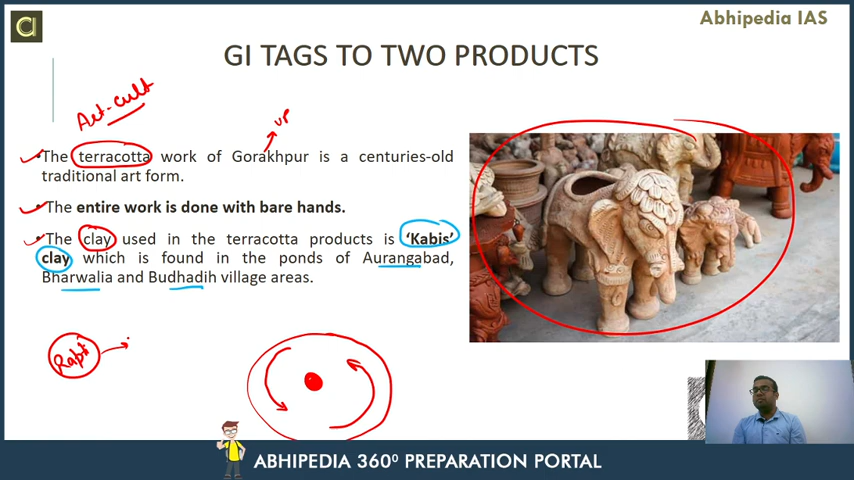 Abhipedia IAS
GI TAGS TO TWO PRODUCTS
Art-cult
UP
•The terracotta work of Gorakhpur is a centuries-old
traditional art form.
•The entire work is done with bare hands.
•The clay used in the terracotta products is ‘Kabis’
clay which is found in the ponds of Aurangabad,
Bharwalia and Budhadih village areas.
Rapti
ABHIPEDIA 360⁰ PREPARATION PORTAL